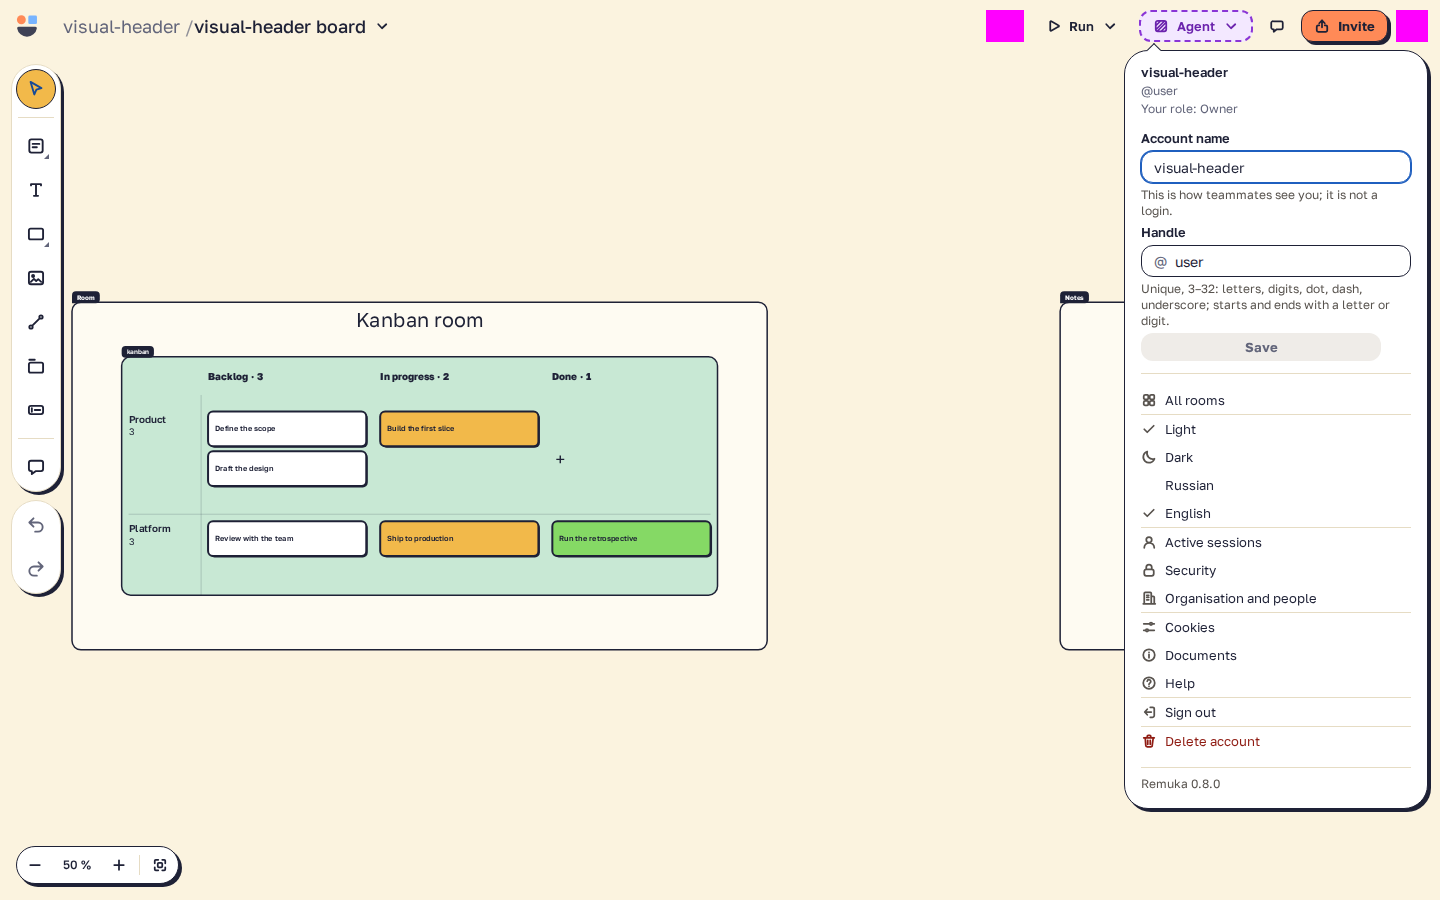 visual-header / visual-header board
Run
Agent
Invite
visual-header
@user
Your role: Owner
Account name
visual-header
This is how teammates see you; it is not a
login.
Handle
@ user
Unique, 3–32: letters, digits, dot, dash,
underscore; starts and ends with a letter or
digit.
Save
All rooms
Light
Dark
Russian
English
Active sessions
Security
Organisation and people
Cookies
Documents
Help
Sign out
Delete account
Remuka 0.8.0
Room
Kanban room
kanban
Backlog · 3
In progress · 2
Done · 1
Product
3
Define the scope
Build the first slice
Draft the design
+
Platform
3
Review with the team
Ship to production
Run the retrospective
Notes
50 %